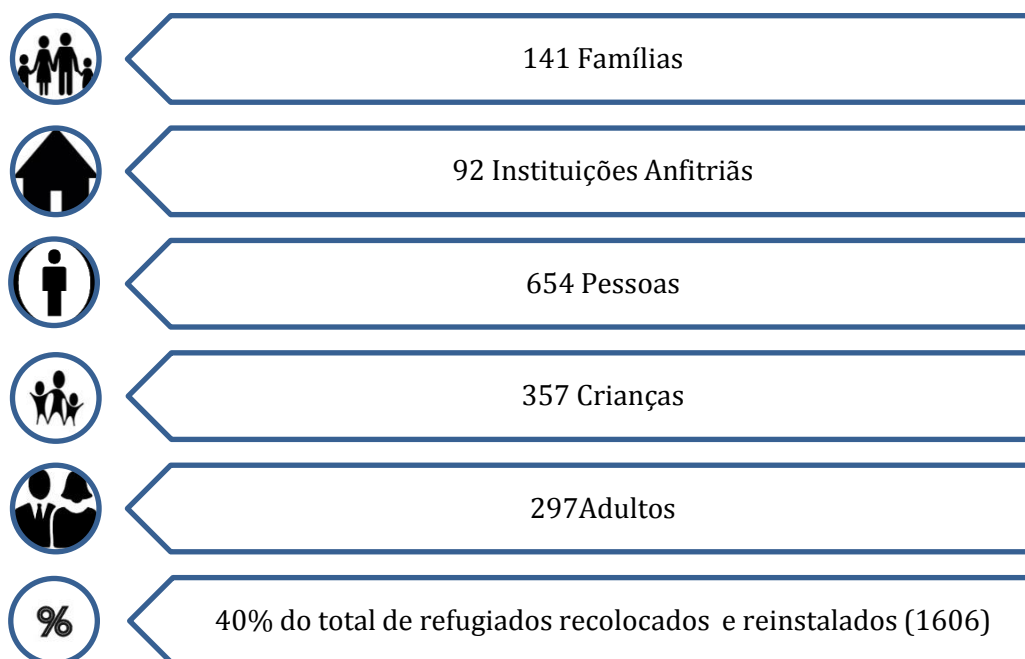 141 Famílias
92 Instituições Anfitriãs
654 Pessoas
357 Crianças
297Adultos
% 40% do total de refugiados recolocados e reinstalados (1606)